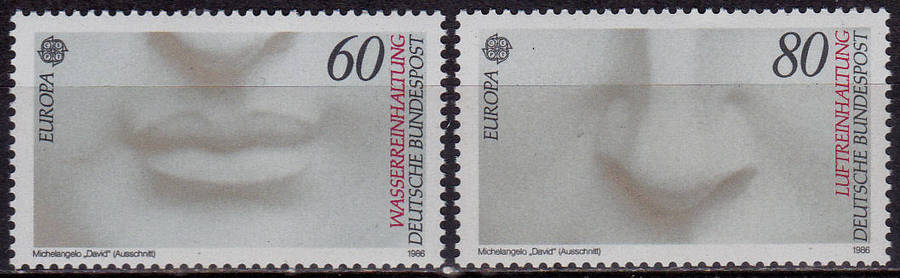 EUROPA
60
WASSERREINHALTUNG
DEUTSCHE BUNDESPOST
Michelangelo „David“ (Ausschnitt)
1986
EUROPA
80
LUFTREINHALTUNG
DEUTSCHE BUNDESPOST
Michelangelo „David“ (Ausschnitt)
1986